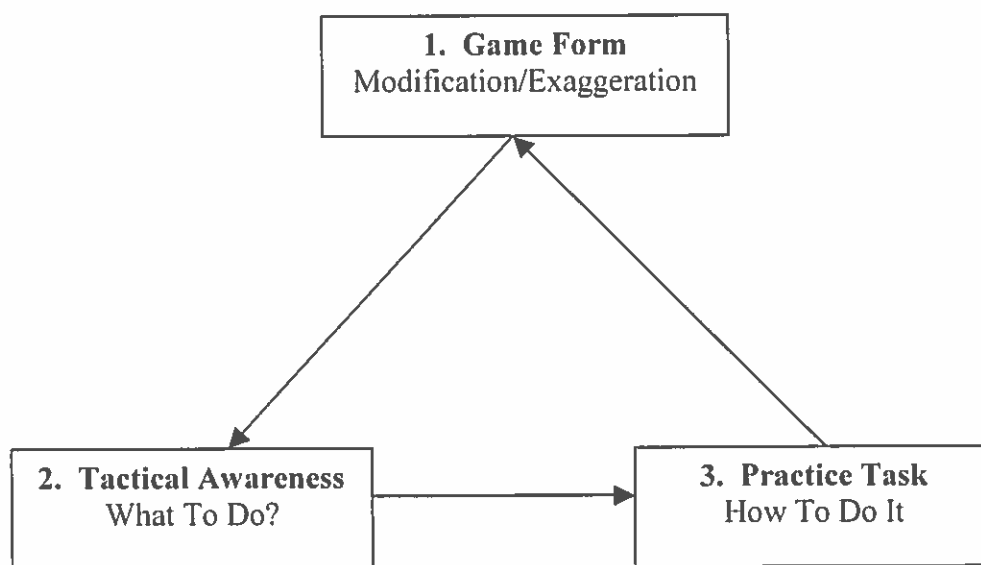 1. Game Form
Modification/Exaggeration
2. Tactical Awareness
What To Do?
3. Practice Task
How To Do It